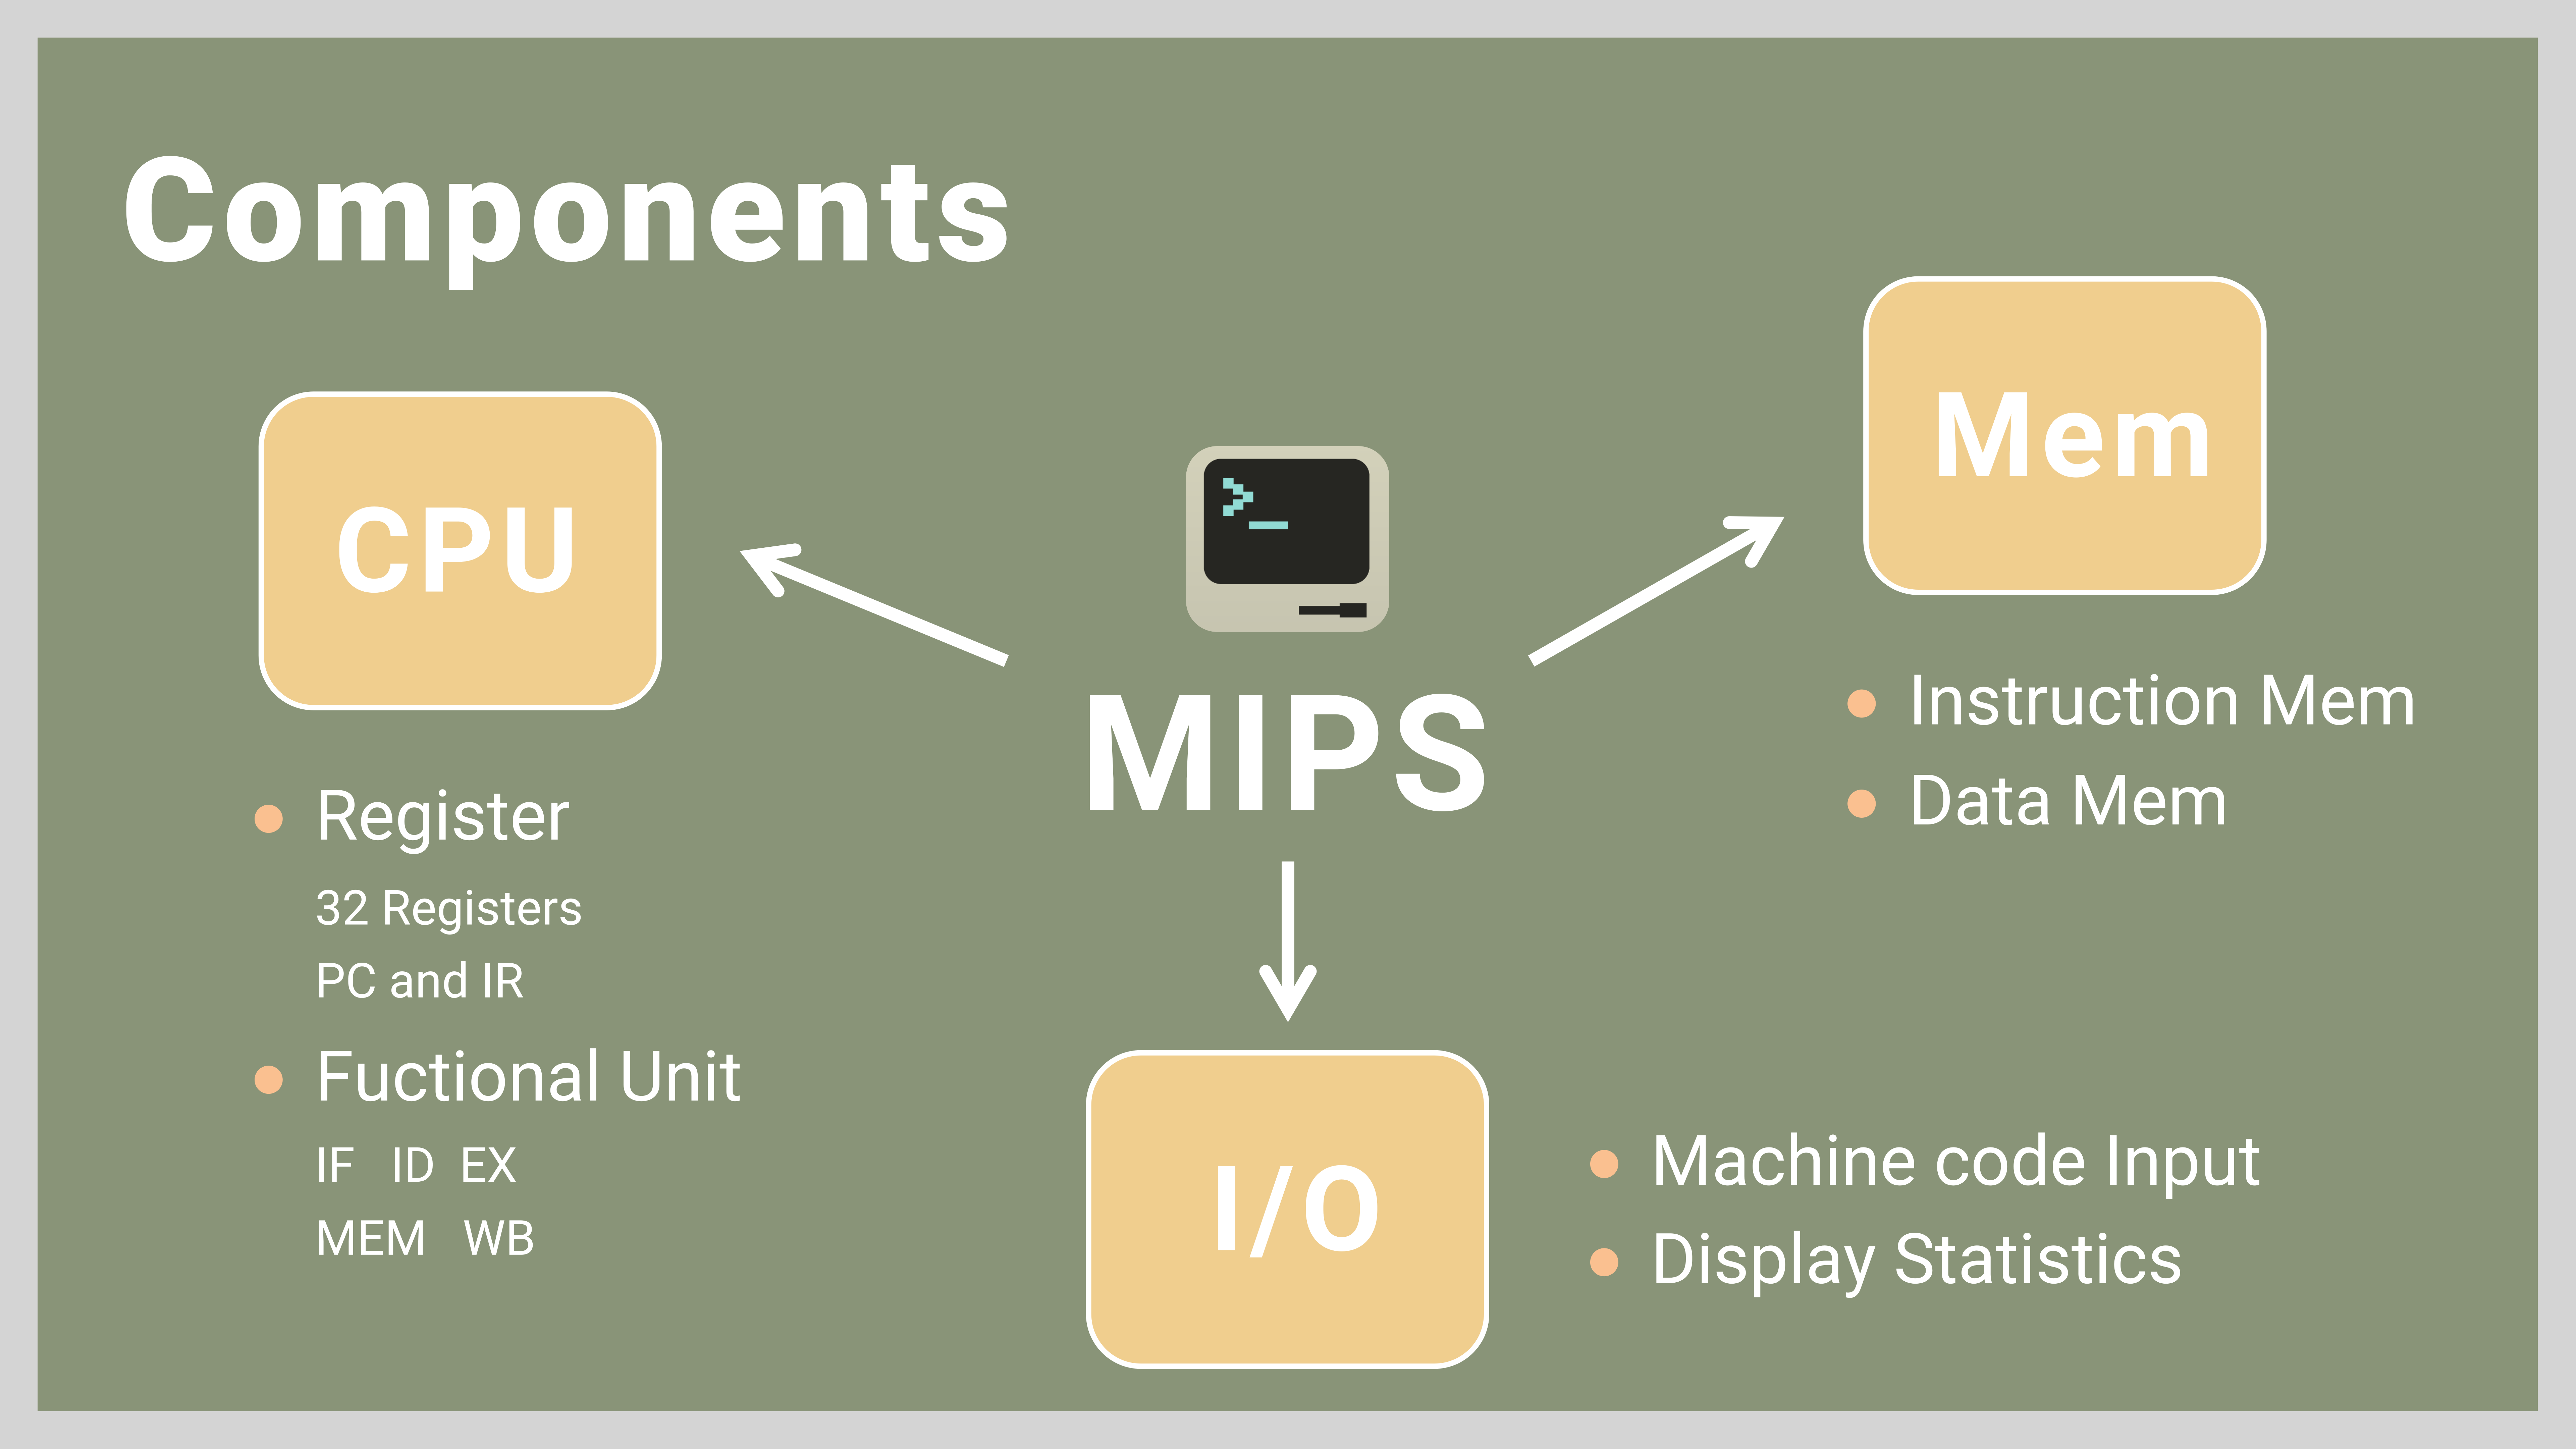 Components
CPU
Register
32 Registers
PC and IR
Fuctional Unit
IF ID EX
MEM WB
>_
MIPS
Mem
Instruction Mem
Data Mem
I/O
Machine code Input
Display Statistics